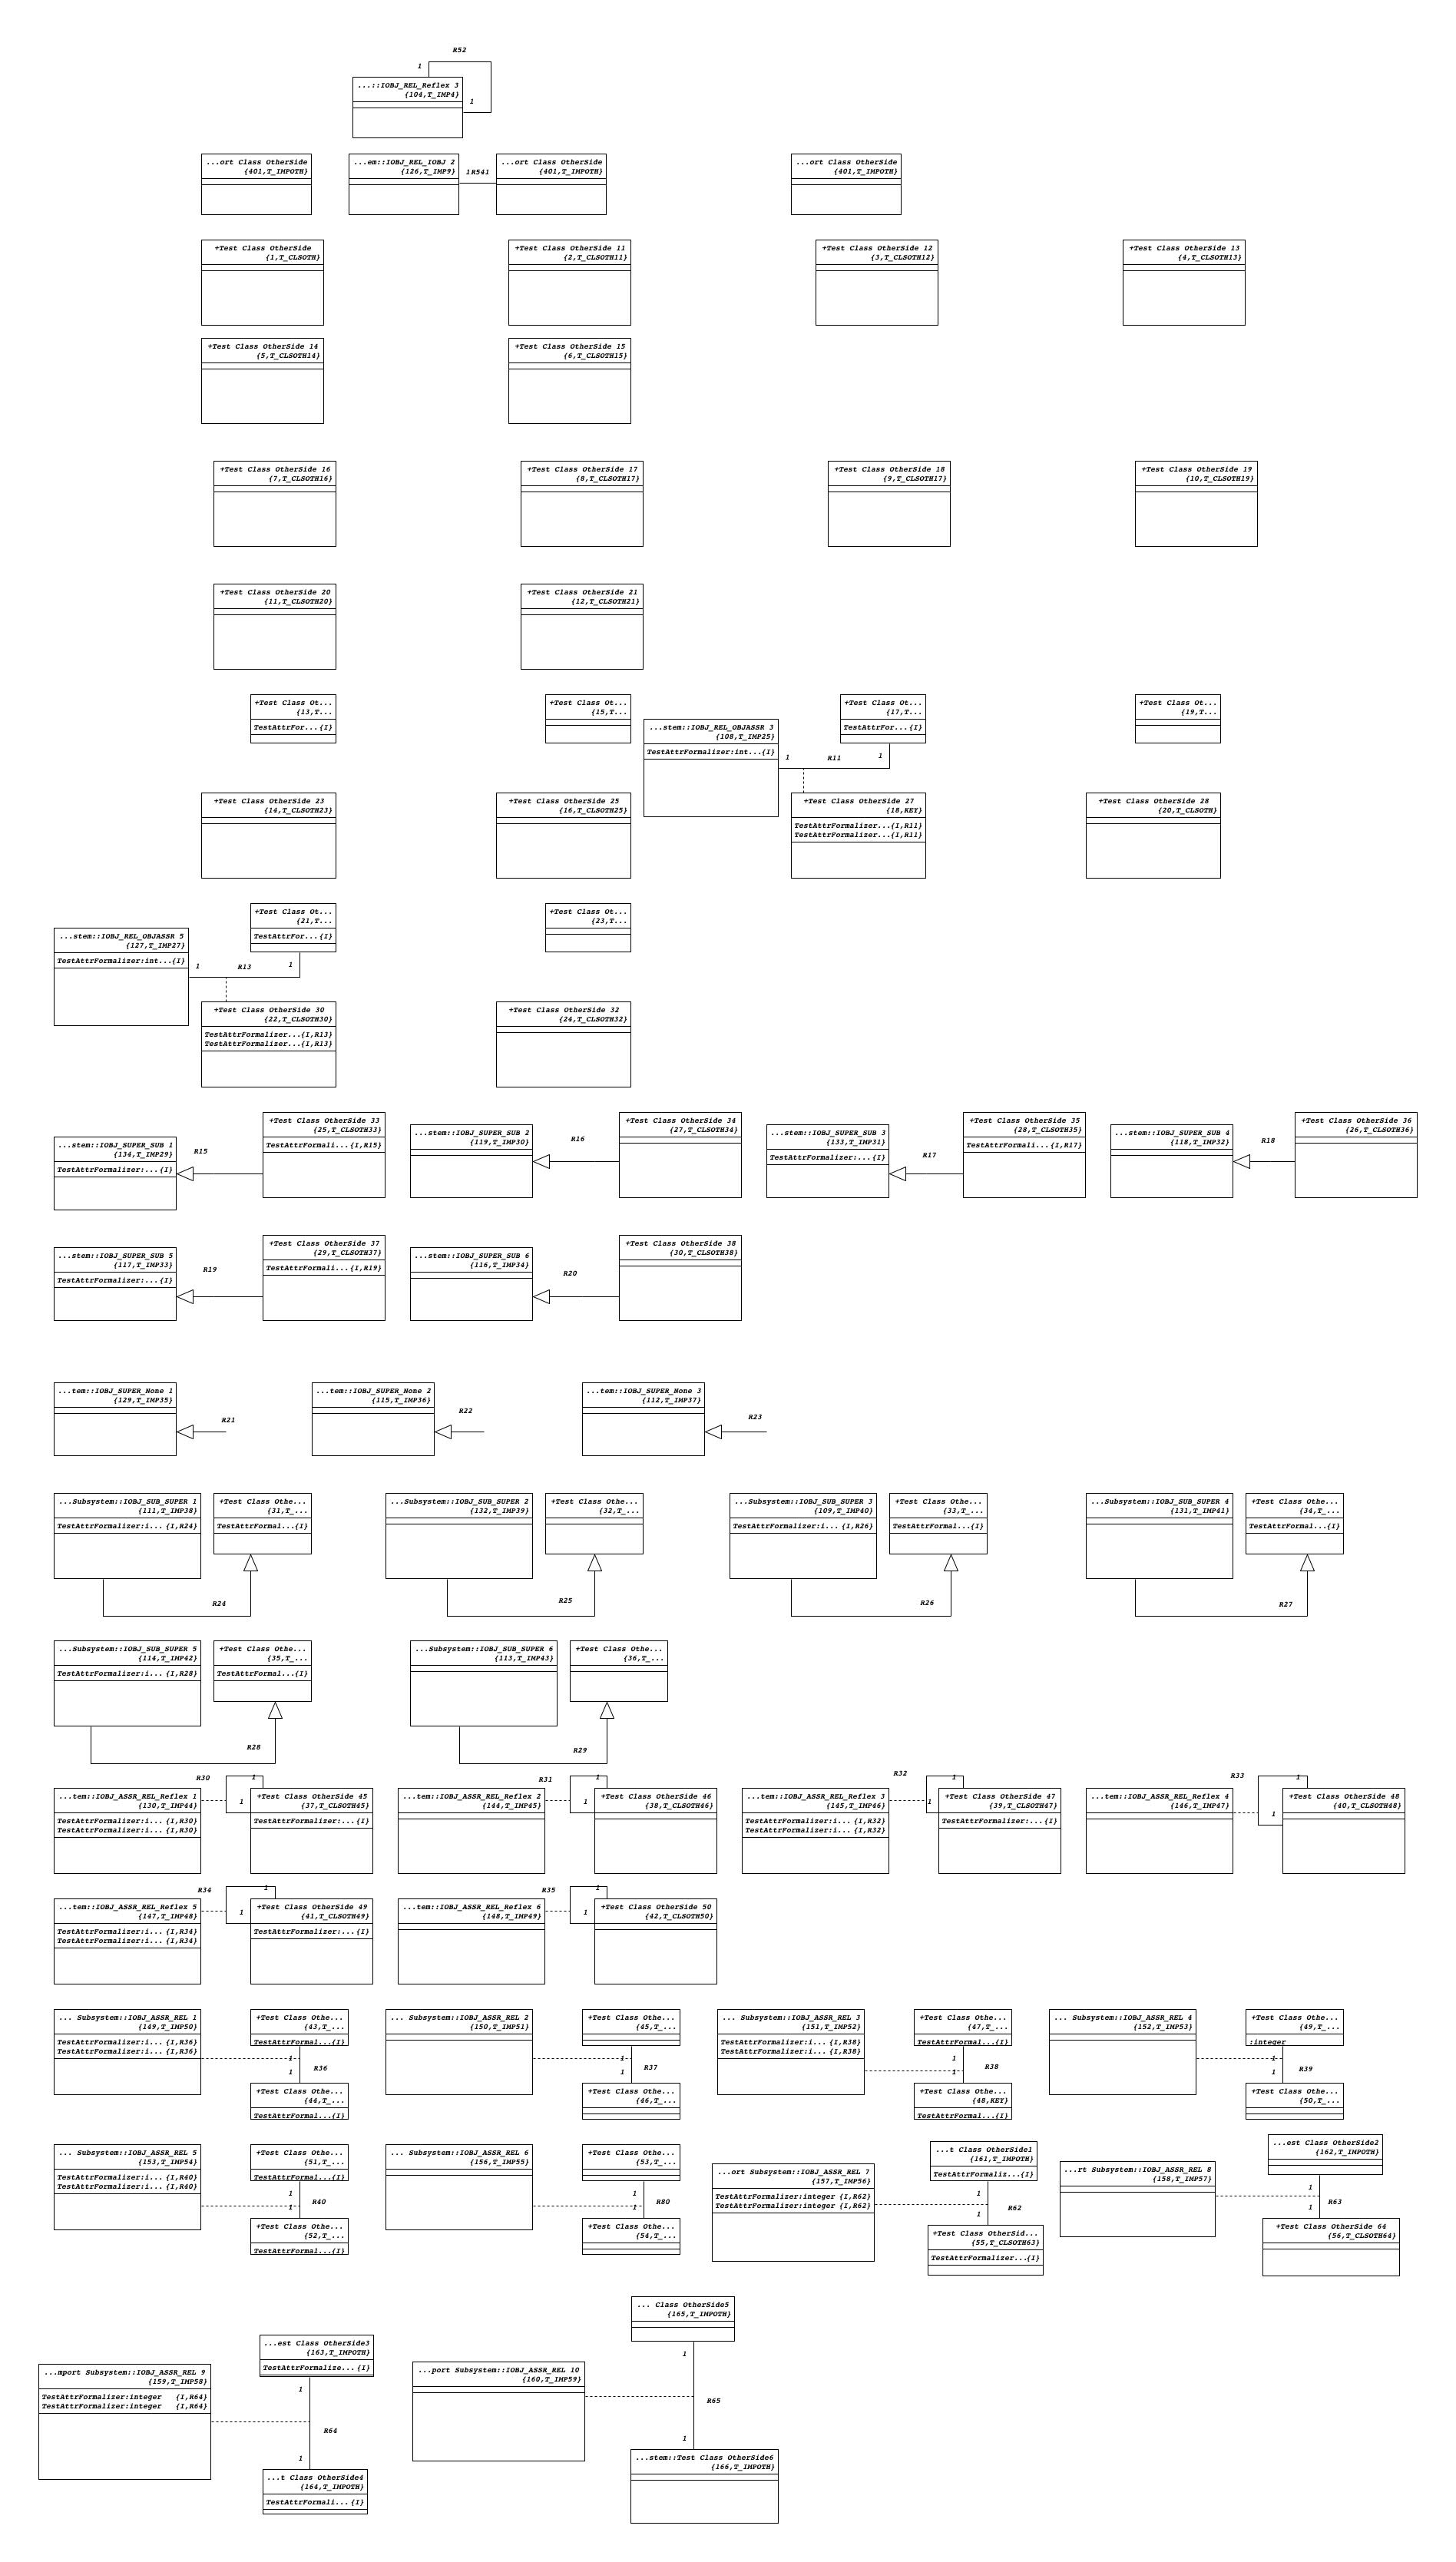 R52
1
...::IOBJ_REL_Reflex 3
{104,T_IMP4}
1
...ort Class OtherSide
{401,T_IMPOTH}
...em::IOBJ_REL_IOBJ 2
{126,T_IMP9}
1R541
...ort Class OtherSide
{401,T_IMPOTH}
...ort Class OtherSide
{401,T_IMPOTH}
+Test Class OtherSide
{1,T_CLSOTH}
+Test Class OtherSide 11
{2,T_CLSOTH11}
+Test Class OtherSide 12
{3,T_CLSOTH12}
+Test Class OtherSide 13
{4,T_CLSOTH13}
+Test Class OtherSide 14
{5,T_CLSOTH14}
+Test Class OtherSide 15
{6,T_CLSOTH15}
+Test Class OtherSide 16
{7,T_CLSOTH16}
+Test Class OtherSide 17
{8,T_CLSOTH17}
+Test Class OtherSide 18
{9,T_CLSOTH17}
+Test Class OtherSide 19
{10,T_CLSOTH19}
+Test Class OtherSide 20
{11,T_CLSOTH20}
+Test Class OtherSide 21
{12,T_CLSOTH21}
+Test Class Ot...
{13,T...
TestAttrFor...{I}
+Test Class Ot...
{15,T...
...stem::IOBJ_REL_OBJASSR 3
{108,T_IMP25}
TestAttrFormalizer:int...{I}
+Test Class Ot...
{17,T...
TestAttrFor...{I}
1
R11
1
+Test Class Ot...
{19,T...
+Test Class OtherSide 23
{14,T_CLSOTH23}
+Test Class OtherSide 25
{16,T_CLSOTH25}
+Test Class OtherSide 27
{18,KEY}
TestAttrFormalizer...{I,R11}
TestAttrFormalizer...{I,R11}
+Test Class OtherSide 28
{20,T_CLSOTH}
...stem::IOBJ_REL_OBJASSR 5
{127,T_IMP27}
TestAttrFormalizer:int...{I}
+Test Class Ot...
{21,T...
TestAttrFor...{I}
1
R13
1
+Test Class Ot...
{23,T...
+Test Class OtherSide 30
{22,T_CLSOTH30}
TestAttrFormalizer...{I,R13}
TestAttrFormalizer...{I,R13}
+Test Class OtherSide 32
{24,T_CLSOTH32}
...stem::IOBJ_SUPER_SUB 1
{134,T_IMP29}
TestAttrFormalizer:...{I}
R15
+Test Class OtherSide 33
{25,T_CLSOTH33}
TestAttrFormali...{I,R15}
...stem::IOBJ_SUPER_SUB 2
{119,T_IMP30}
R16
+Test Class OtherSide 34
{27,T_CLSOTH34}
...stem::IOBJ_SUPER_SUB 3
{133,T_IMP31}
TestAttrFormalizer:...{I}
R17
+Test Class OtherSide 35
{28,T_CLSOTH35}
TestAttrFormali...{I,R17}
...stem::IOBJ_SUPER_SUB 4
{118,T_IMP32}
R18
+Test Class OtherSide 36
{26,T_CLSOTH36}
...stem::IOBJ_SUPER_SUB 5
{117,T_IMP33}
TestAttrFormalizer:...{I}
R19
+Test Class OtherSide 37
{29,T_CLSOTH37}
TestAttrFormali...{I,R19}
...stem::IOBJ_SUPER_SUB 6
{116,T_IMP34}
R20
+Test Class OtherSide 38
{30,T_CLSOTH38}
...tem::IOBJ_SUPER_None 1
{129,T_IMP35}
R21
...tem::IOBJ_SUPER_None 2
{115,T_IMP36}
R22
...tem::IOBJ_SUPER_None 3
{112,T_IMP37}
R23
...Subsystem::IOBJ_SUB_SUPER 1
{111,T_IMP38}
TestAttrFormalizer:i... {I,R24}
+Test Class Othe...
{31,T_...
TestAttrFormal...{I}
R24
...Subsystem::IOBJ_SUB_SUPER 2
{132,T_IMP39}
+Test Class Othe...
{32,T_...
R25
...Subsystem::IOBJ_SUB_SUPER 3
{109,T_IMP40}
TestAttrFormalizer:i... {I,R26}
+Test Class Othe...
{33,T_...
TestAttrFormal...{I}
R26
...Subsystem::IOBJ_SUB_SUPER 4
{131,T_IMP41}
+Test Class Othe...
{34,T_...
TestAttrFormal...{I}
R27
...Subsystem::IOBJ_SUB_SUPER 5
{114,T_IMP42}
TestAttrFormalizer:i... {I,R28}
+Test Class Othe...
{35,T_...
TestAttrFormal...{I}
R28
...Subsystem::IOBJ_SUB_SUPER 6
{113,T_IMP43}
+Test Class Othe...
{36,T_...
R29
...tem::IOBJ_ASSR_REL_Reflex 1
{130,T_IMP44}
TestAttrFormalizer:i... {I,R30}
TestAttrFormalizer:i... {I,R30}
R30
1
1
+Test Class OtherSide 45
{37,T_CLSOTH45}
TestAttrFormalizer:...{I}
...tem::IOBJ_ASSR_REL_Reflex 2
{144,T_IMP45}
R31
1
1
+Test Class OtherSide 46
{38,T_CLSOTH46}
...tem::IOBJ_ASSR_REL_Reflex 3
{145,T_IMP46}
TestAttrFormalizer:i... {I,R32}
TestAttrFormalizer:i... {I,R32}
R32
1
1
+Test Class OtherSide 47
{39,T_CLSOTH47}
TestAttrFormalizer:...{I}
...tem::IOBJ_ASSR_REL_Reflex 4
{146,T_IMP47}
R33
1
1
+Test Class OtherSide 48
{40,T_CLSOTH48}
...tem::IOBJ_ASSR_REL_Reflex 5
{147,T_IMP48}
TestAttrFormalizer:i... {I,R34}
TestAttrFormalizer:i... {I,R34}
R34
1
1
+Test Class OtherSide 49
{41,T_CLSOTH49}
TestAttrFormalizer:...{I}
...tem::IOBJ_ASSR_REL_Reflex 6
{148,T_IMP49}
R35
1
1
+Test Class OtherSide 50
{42,T_CLSOTH50}
... Subsystem::IOBJ_ASSR_REL 1
{149,T_IMP50}
TestAttrFormalizer:i... {I,R36}
TestAttrFormalizer:i... {I,R36}
+Test Class Othe...
{43,T_...
TestAttrFormal...{I}
1
R36
1
+Test Class Othe...
{44,T_...
TestAttrFormal...{I}
... Subsystem::IOBJ_ASSR_REL 2
{150,T_IMP51}
+Test Class Othe...
{45,T_...
1
R37
1
+Test Class Othe...
{46,T_...
... Subsystem::IOBJ_ASSR_REL 3
{151,T_IMP52}
TestAttrFormalizer:i... {I,R38}
TestAttrFormalizer:i... {I,R38}
+Test Class Othe...
{47,T_...
TestAttrFormal...{I}
1
R38
1
+Test Class Othe...
{48,KEY}
TestAttrFormal...{I}
... Subsystem::IOBJ_ASSR_REL 4
{152,T_IMP53}
+Test Class Othe...
{49,T_...
:integer
1
R39
1
+Test Class Othe...
{50,T_...
... Subsystem::IOBJ_ASSR_REL 5
{153,T_IMP54}
TestAttrFormalizer:i... {I,R40}
TestAttrFormalizer:i... {I,R40}
+Test Class Othe...
{51,T_...
TestAttrFormal...{I}
1
R40
1
+Test Class Othe...
{52,T_...
TestAttrFormal...{I}
... Subsystem::IOBJ_ASSR_REL 6
{156,T_IMP55}
+Test Class Othe...
{53,T_...
1
R80
1
+Test Class Othe...
{54,T_...
...ort Subsystem::IOBJ_ASSR_REL 7
{157,T_IMP56}
TestAttrFormalizer:integer {I,R62}
TestAttrFormalizer:integer {I,R62}
...t Class OtherSide1
{161,T_IMPOTH}
TestAttrFormaliz...{I}
1
R62
1
+Test Class OtherSid...
{55,T_CLSOTH63}
TestAttrFormalizer...{I}
...rt Subsystem::IOBJ_ASSR_REL 8
{158,T_IMP57}
...est Class OtherSide2
{162,T_IMPOTH}
1
R63
1
+Test Class OtherSide 64
{56,T_CLSOTH64}
...mport Subsystem::IOBJ_ASSR_REL 9
{159,T_IMP58}
TestAttrFormalizer:integer {I,R64}
TestAttrFormalizer:integer {I,R64}
...est Class OtherSide3
{163,T_IMPOTH}
TestAttrFormalize...{I}
1
R64
1
...t Class OtherSide4
{164,T_IMPOTH}
TestAttrFormali...{I}
...port Subsystem::IOBJ_ASSR_REL 10
{160,T_IMP59}
... Class OtherSide5
{165,T_IMPOTH}
1
R65
1
...stem::Test Class OtherSide6
{166,T_IMPOTH}